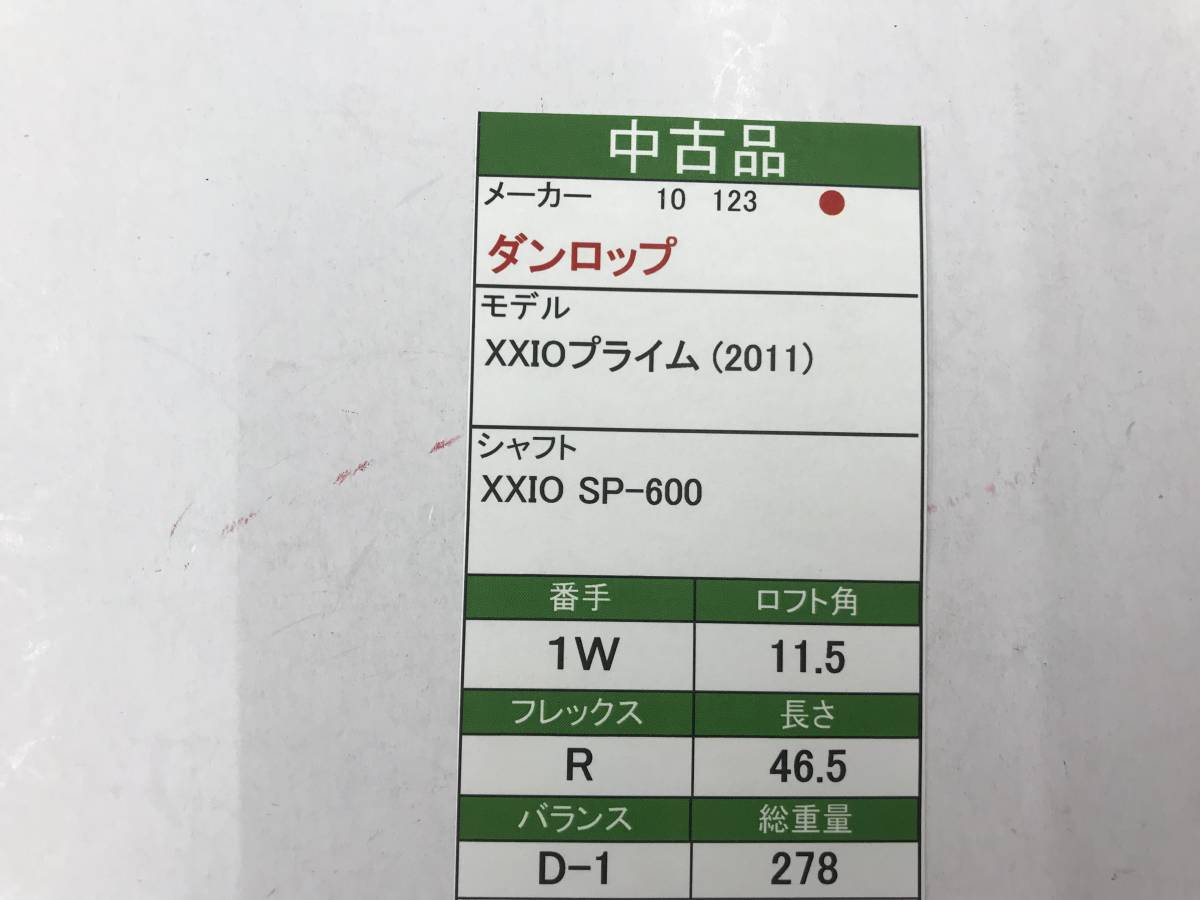 中古品
メーカー 10 123
ダンロップ
モデル
XXIOプライム (2011)
シャフト
XXIO SP-600
番手 ロフト角
1W 11.5
フレックス 長さ
R 46.5
バランス 総重量
D-1 278